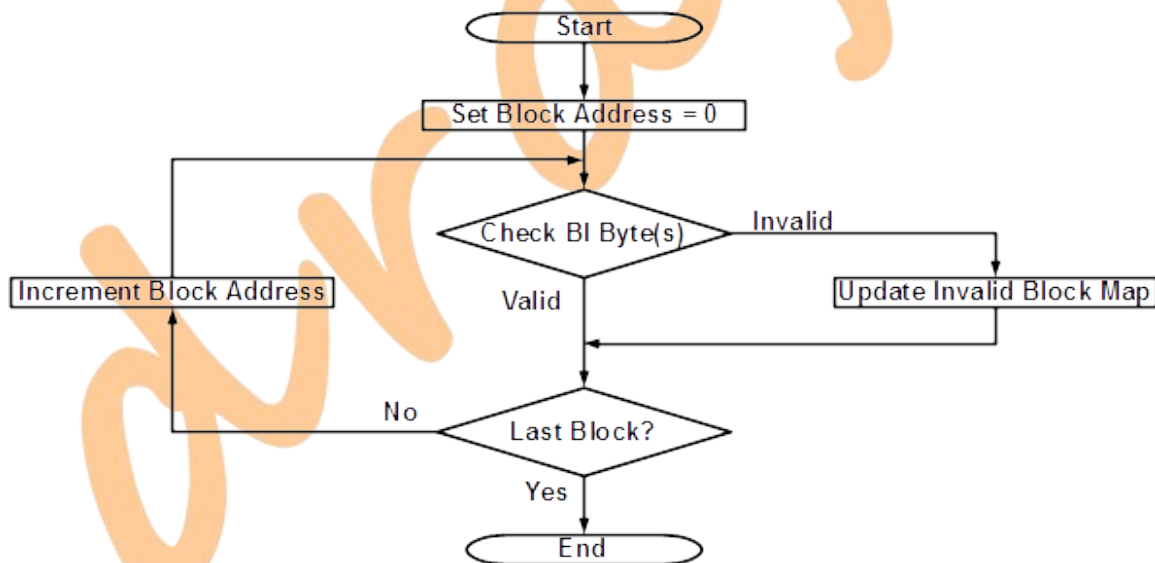 Start
Set Block Address = 0
Check BI Byte(s)
Invalid
Increment Block Address
Valid
Update Invalid Block Map
No
Last Block?
Yes
End